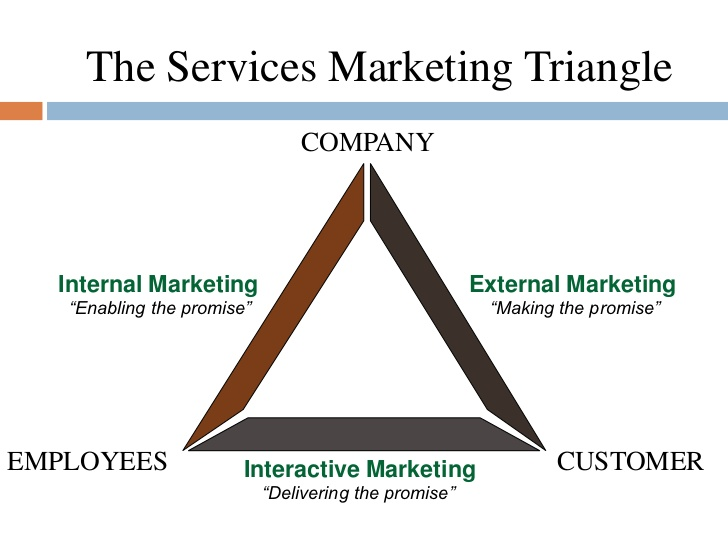 The Services Marketing Triangle
COMPANY
Internal Marketing
“Enabling the promise”
External Marketing
“Making the promise”
EMPLOYEES
Interactive Marketing
“Delivering the promise”
CUSTOMER